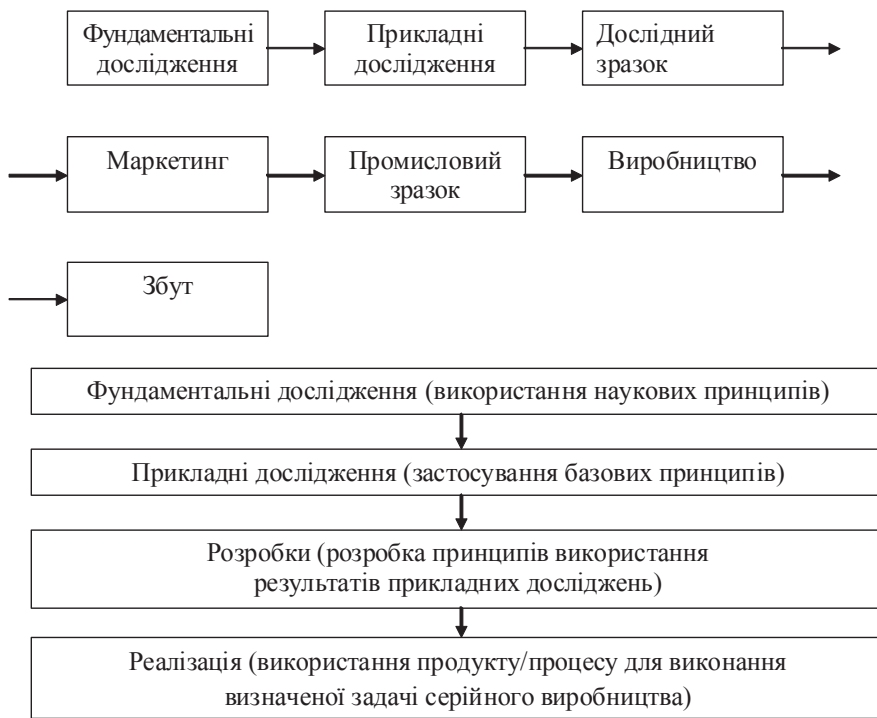 Фундаментальні
дослідження
Прикладні
дослідження
Дослідний
зразок
Маркетинг
Промисловий
зразок
Виробництво
Збут
Фундаментальні дослідження (використання наукових принципів)
Прикладні дослідження (застосування базових принципів)
Розробки (розробка принципів використання
результатів прикладних досліджень)
Реалізація (використання продукту/процесу для виконання
визначеної задачі серійного виробництва)